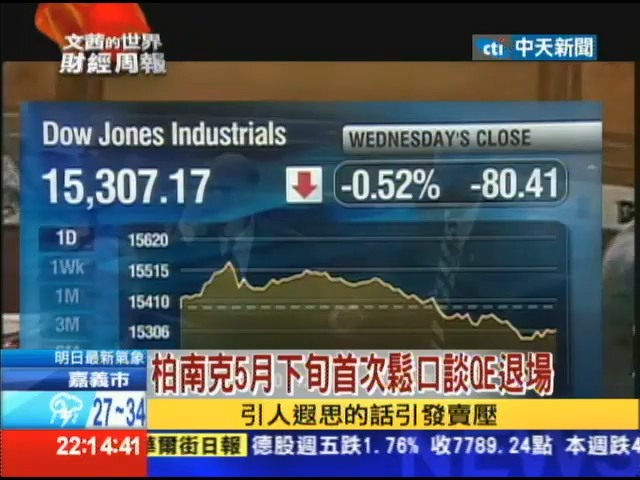 文茜的世界
財經周報
cti 中天新聞
Dow Jones Industrials
WEDNESDAY'S CLOSE
15,307.17
-0.52% -80.41
1D
1Wk
1M
3M
15620
15515
15410
15306
明日最新氣象
嘉義市
27~34
22:14:41
柏南克5月下旬首次鬆口談QE退場
引人遐思的話引發賣壓
華爾街日報 德股週五跌1.76% 收7789.24點 本週跌4
NEWS